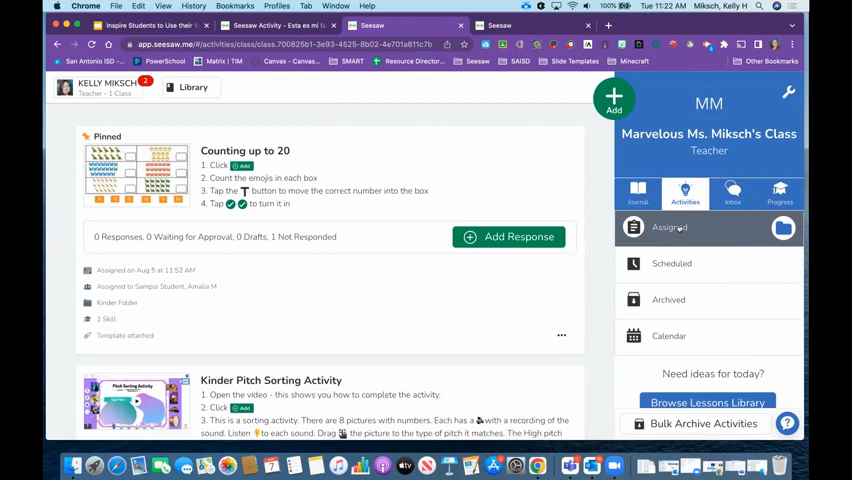 Chrome File Edit View History Bookmarks Profiles Tab Window Help 100% Tue 11:22 AM Miksch, Kelly H
Inspire Students to Use their V Seesaw Activity - Esta es mi fa Seesaw Seesaw
app.seesaw.me/#/activities/class/class.700825b1-3e93-4525-8b02-4e701a811c7b
San Antonio ISD - PowerSchool Matrix | TIM Canvas - Canvas... SMART Resource Director... Seesaw SAISD Slide Templates Minecraft Other Bookmarks
KELLY MIKSCH 2
Teacher - 1 Class
Library
Add
MM
Marvelous Ms. Miksch's Class
Teacher
Journal Activities Inbox Progress
Assigned
Scheduled
Archived
Calendar
Need ideas for today?
Browse Lessons Library
Bulk Archive Activities ?
Pinned
Counting up to 20
1. Click Add
2. Count the emojis in each box
3. Tap the T button to move the correct number into the box
4. Tap to turn it in
0 Responses, 0 Waiting for Approval, 0 Drafts, 1 Not Responded
Add Response
Assigned on Aug 5 at 11:52 AM
Assigned to Sample Student, Amalia M
Kinder Folder
1 Skill
Template attached
Pitch Sorting Activity
Kinder Pitch Sorting Activity
1. Open the video - this shows you how to complete the activity.
2. Click Add
3. This is a sorting activity. There are 8 pictures with numbers. Each has a with a recording of the
sound. Listen to each sound. Drag the picture to the type of pitch it matches. The High pitch